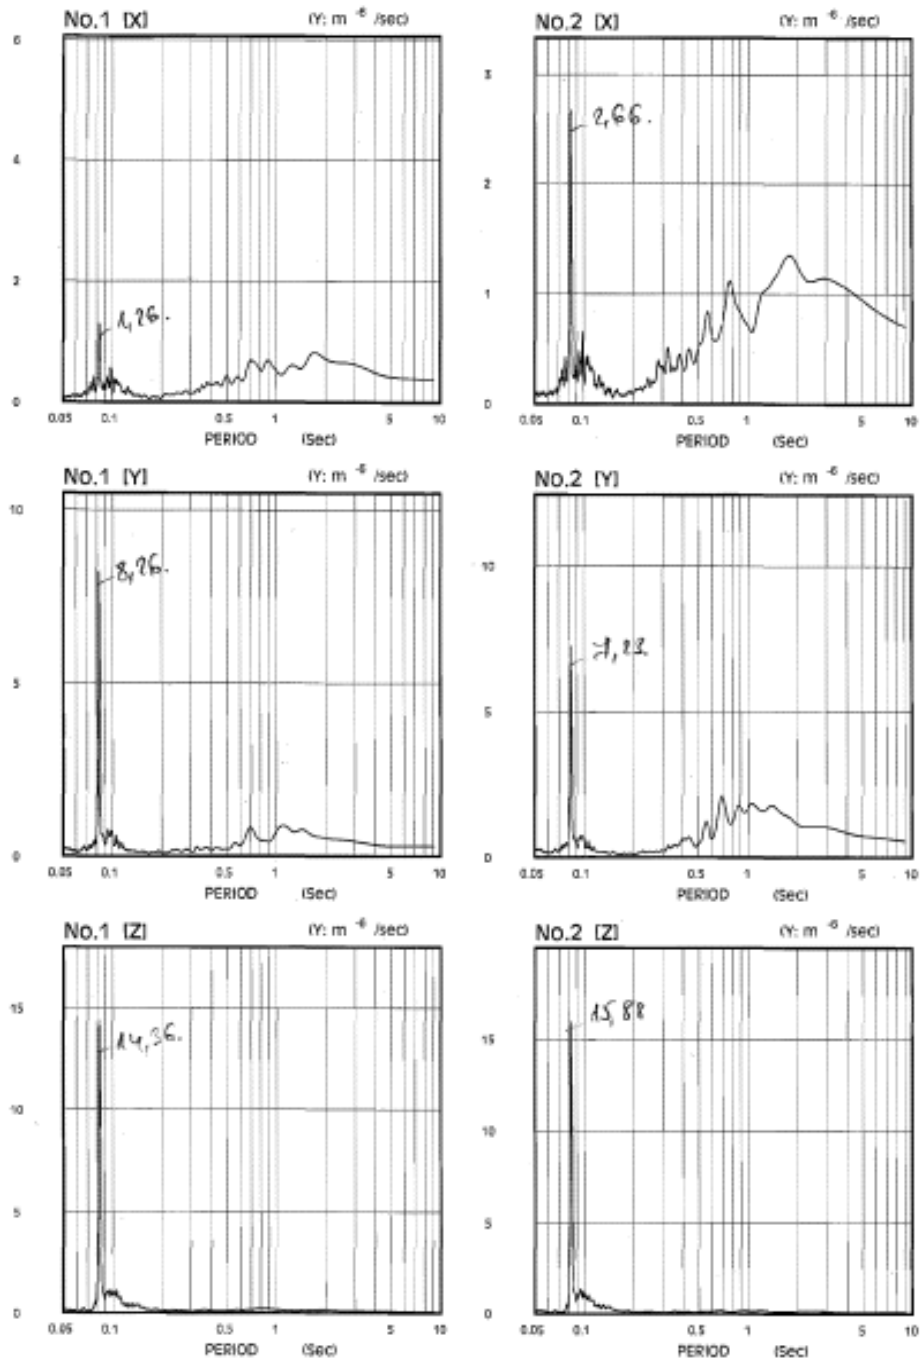 No.1 [X] (Y: m -6 /sec)
6
4
2
0
1,26.
0.05 0.1 0.5 1 5 10
PERIOD (Sec)
No.2 [X] (Y: m -6 /sec)
3
2
1
0
2,66.
0.05 0.1 0.5 1 5 10
PERIOD (Sec)
No.1 [Y] (Y: m -6 /sec)
10
5
0
8,26.
0.05 0.1 0.5 1 5 10
PERIOD (Sec)
No.2 [Y] (Y: m -6 /sec)
10
5
0
7,23.
0.05 0.1 0.5 1 5 10
PERIOD (Sec)
No.1 [Z] (Y: m -6 /sec)
15
10
5
0
14,36.
0.05 0.1 0.5 1 5 10
PERIOD (Sec)
No.2 [Z] (Y: m -6 /sec)
15
10
5
0
15,88
0.05 0.1 0.5 1 5 10
PERIOD (Sec)